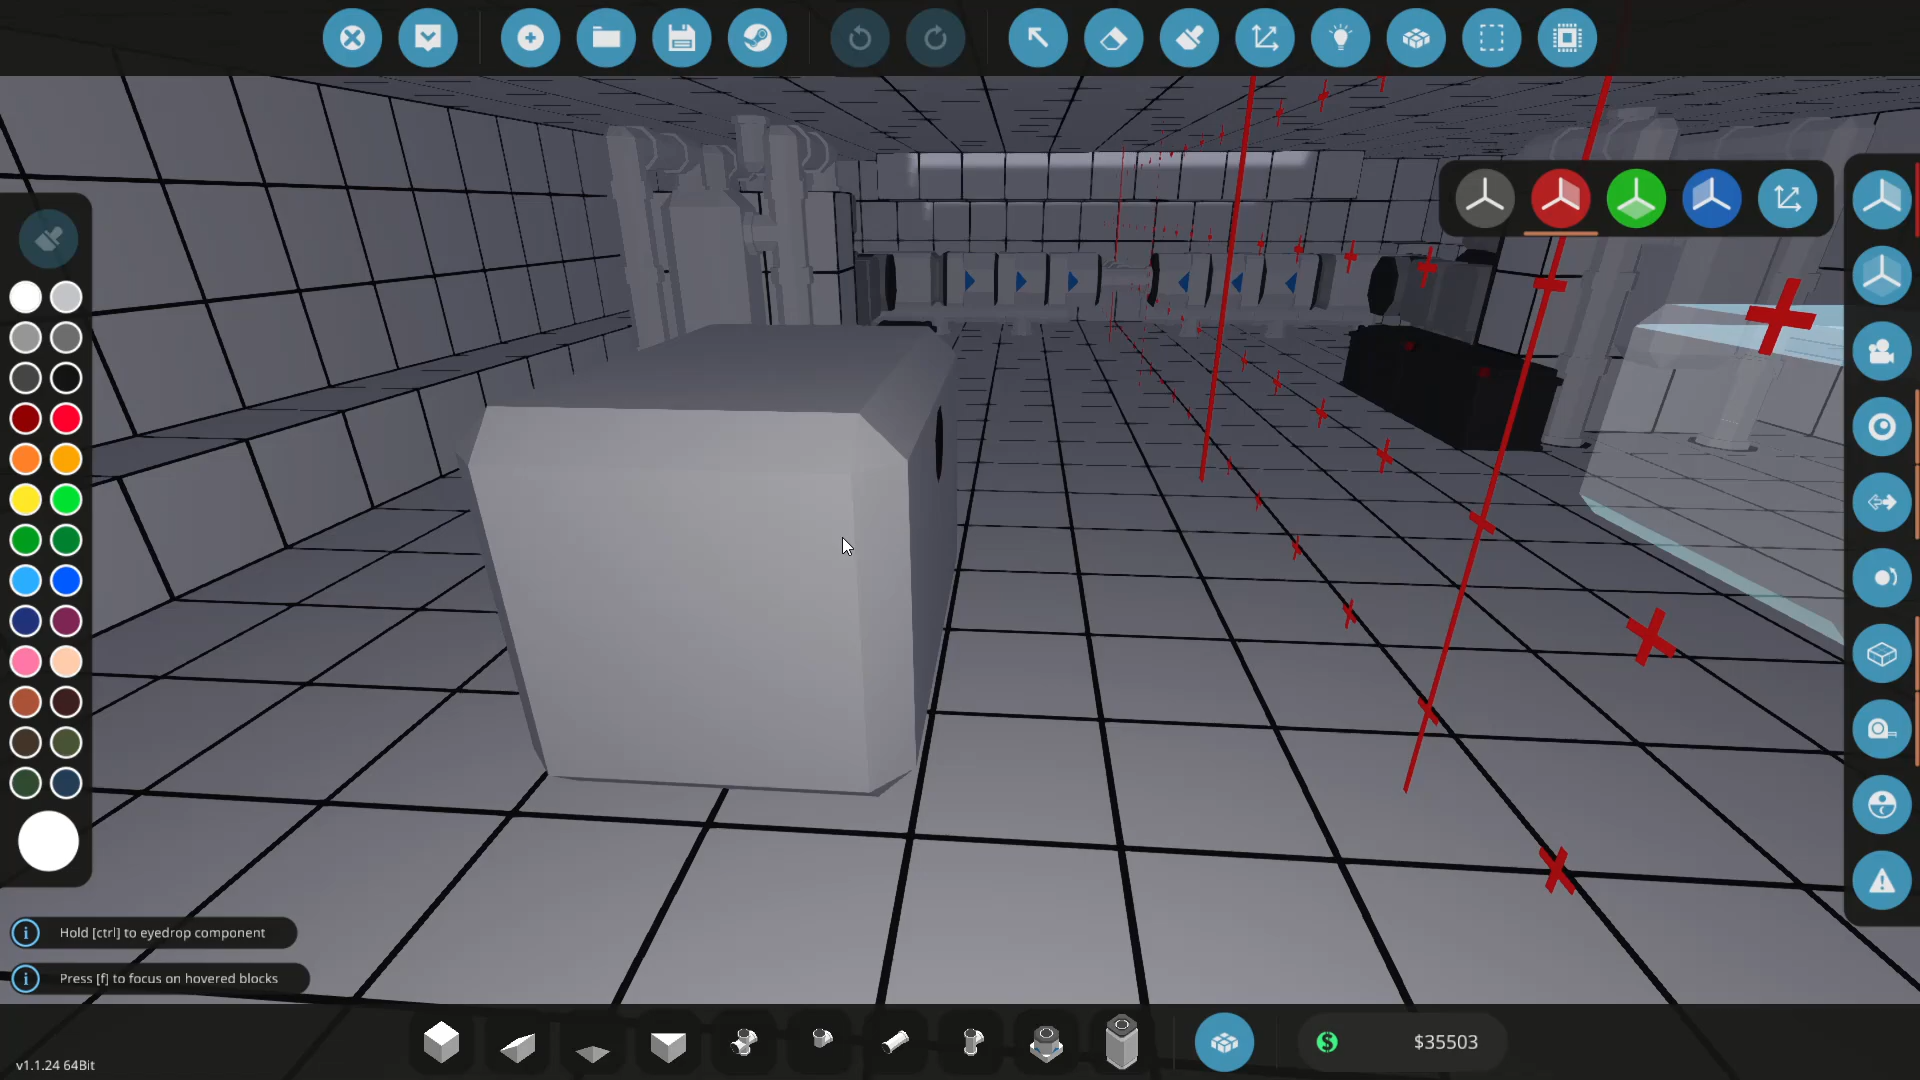 Hold [ctrl] to eyedrop component
Press [f] to focus on hovered blocks
$35503
v1.1.24 64Bit